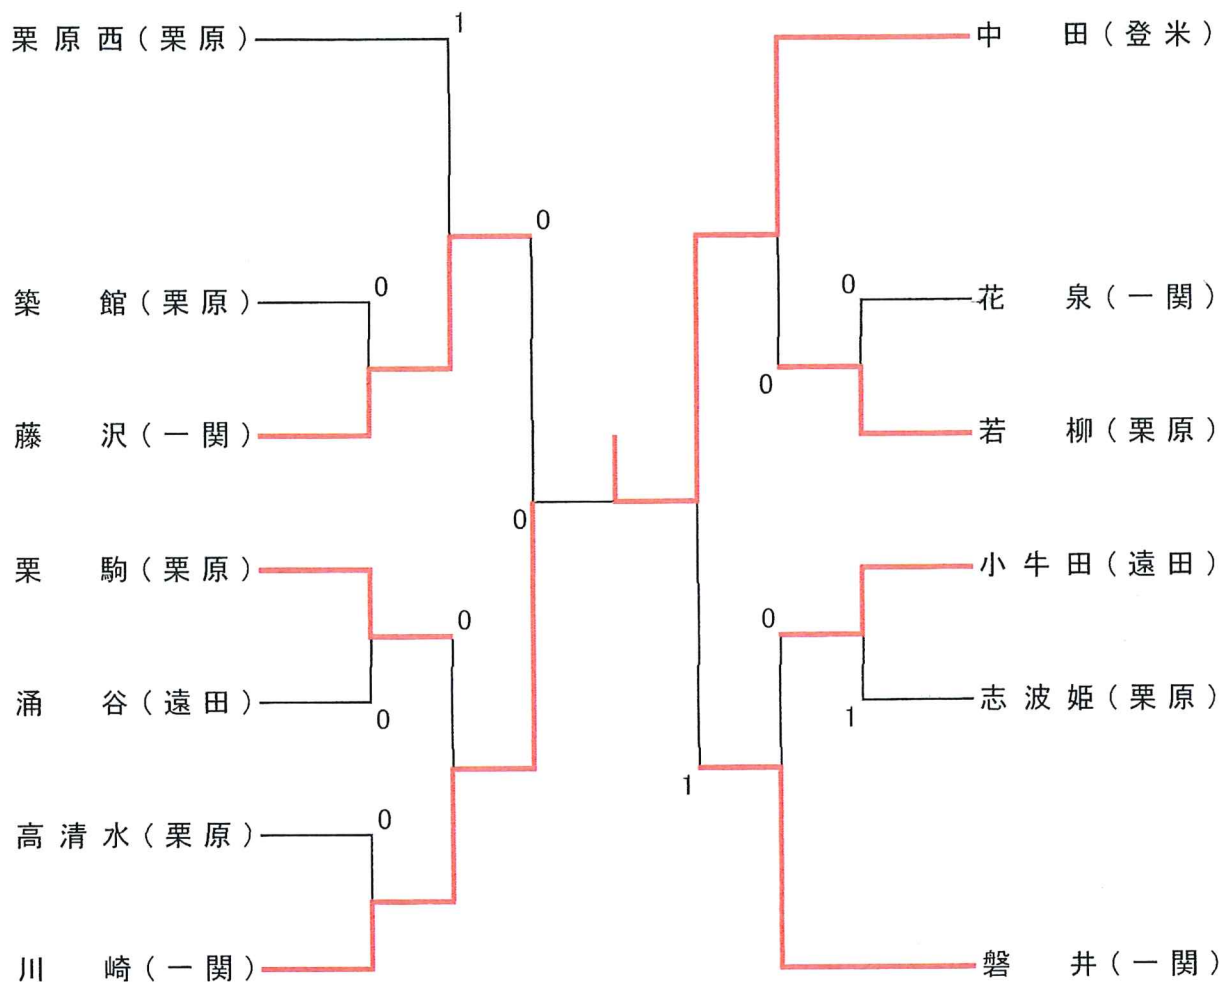 栗原西（栗原） 1 中　田（登米）
0
築　館（栗原） 0 0 花　泉（一関）
0
藤　沢（一関） 若　柳（栗原）
0
栗　駒（栗原） 小牛田（遠田）
0 0
涌　谷（遠田） 0 1 志波姫（栗原）
1
高清水（栗原） 0
川　崎（一関） 磐　井（一関）